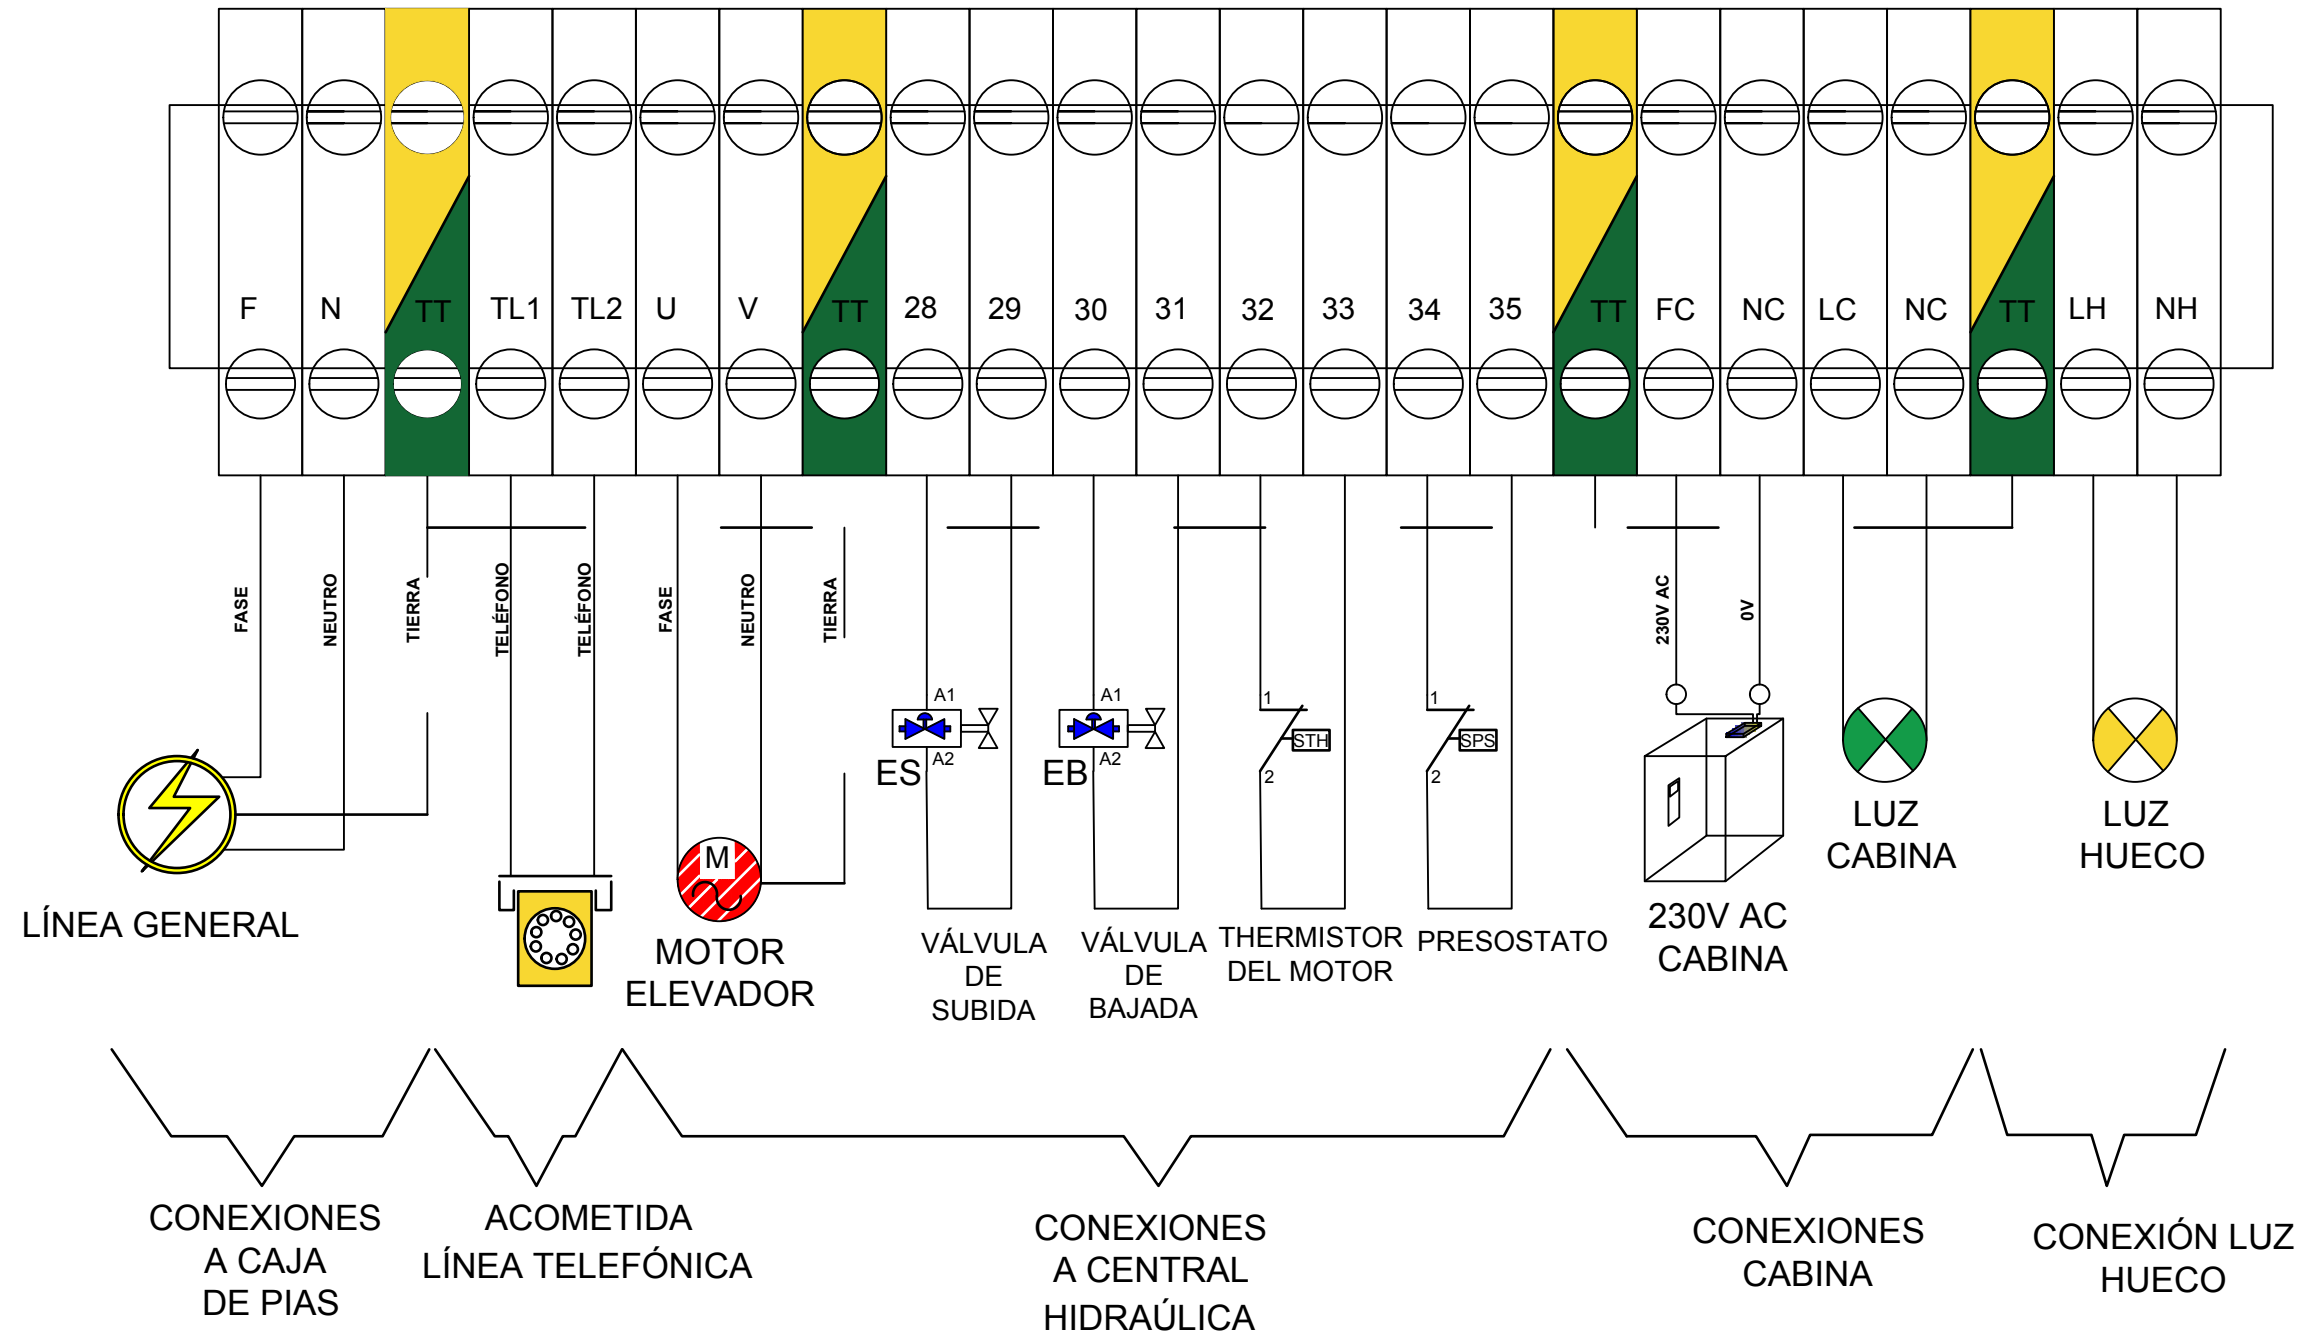 F N TT TL1 TL2 U V TT 28 29 30 31 32 33 34 35 TT FC NC LC NC TT LH NH
FASE
NEUTRO
TIERRA
TELÉFONO
TELÉFONO
FASE
NEUTRO
TIERRA
230V AC
0V
A1
A2
ES
A1
A2
EB
1
STH
2
1
SPS
2
M
LÍNEA GENERAL
MOTOR
ELEVADOR
VÁLVULA
DE
SUBIDA
VÁLVULA
DE
BAJADA
THERMISTOR
DEL MOTOR
PRESOSTATO
230V AC
CABINA
LUZ
CABINA
LUZ
HUECO
CONEXIONES
A CAJA
DE PIAS
ACOMETIDA
LÍNEA TELEFÓNICA
CONEXIONES
A CENTRAL
HIDRAÚLICA
CONEXIONES
CABINA
CONEXIÓN LUZ
HUECO